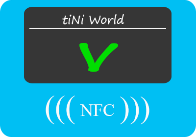 tiNi World
((( NFC )))